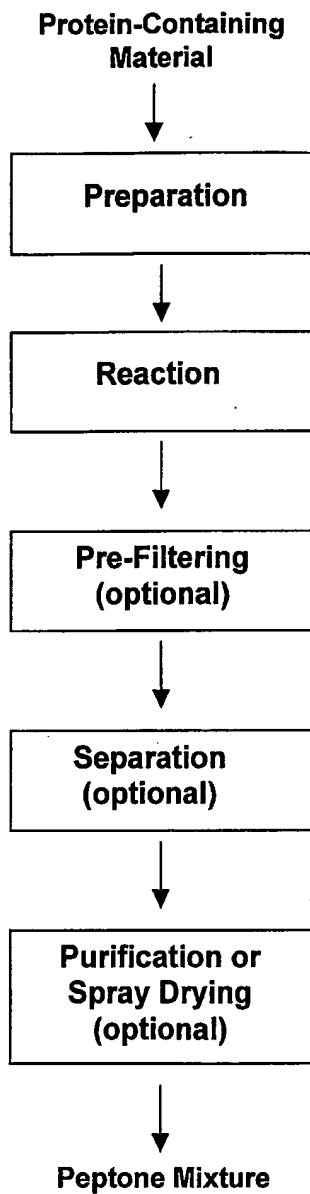 Protein-Containing
Material
Preparation
Reaction
Pre-Filtering
(optional)
Separation
(optional)
Purification or
Spray Drying
(optional)
Peptone Mixture